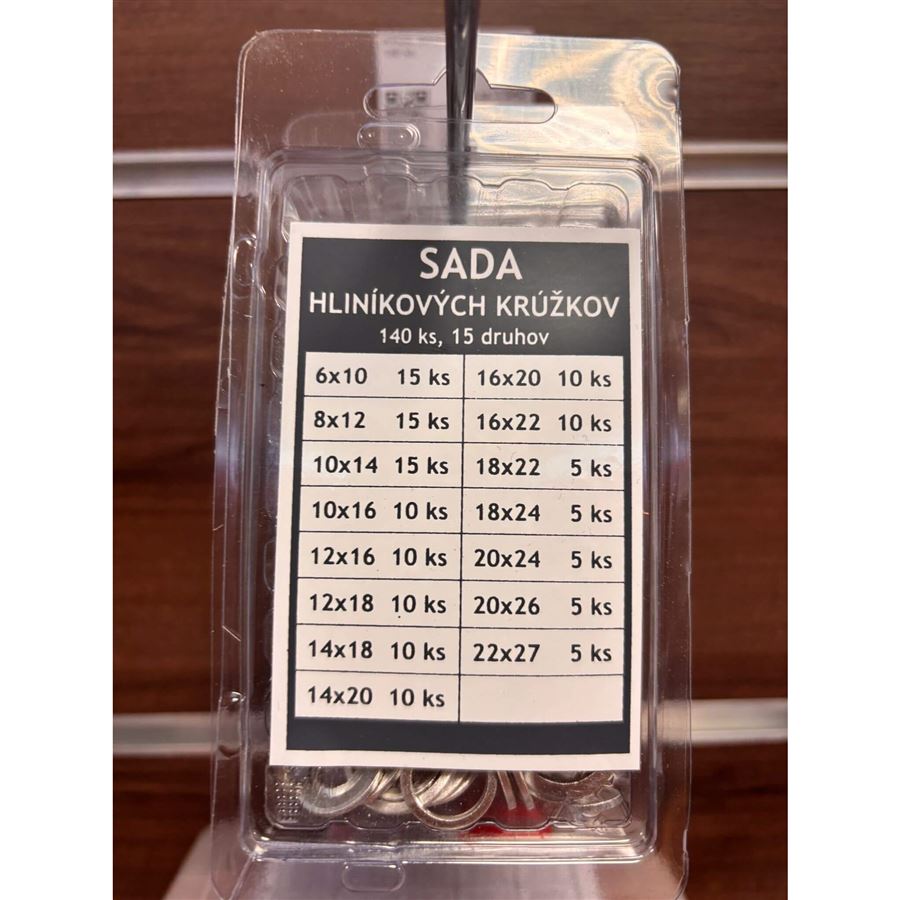 SADA
HLINÍKOVÝCH KRÚŽKOV
140 ks, 15 druhov
6x10 15 ks 16x20 10 ks
8x12 15 ks 16x22 10 ks
10x14 15 ks 18x22 5 ks
10x16 10 ks 18x24 5 ks
12x16 10 ks 20x24 5 ks
12x18 10 ks 20x26 5 ks
14x18 10 ks 22x27 5 ks
14x20 10 ks